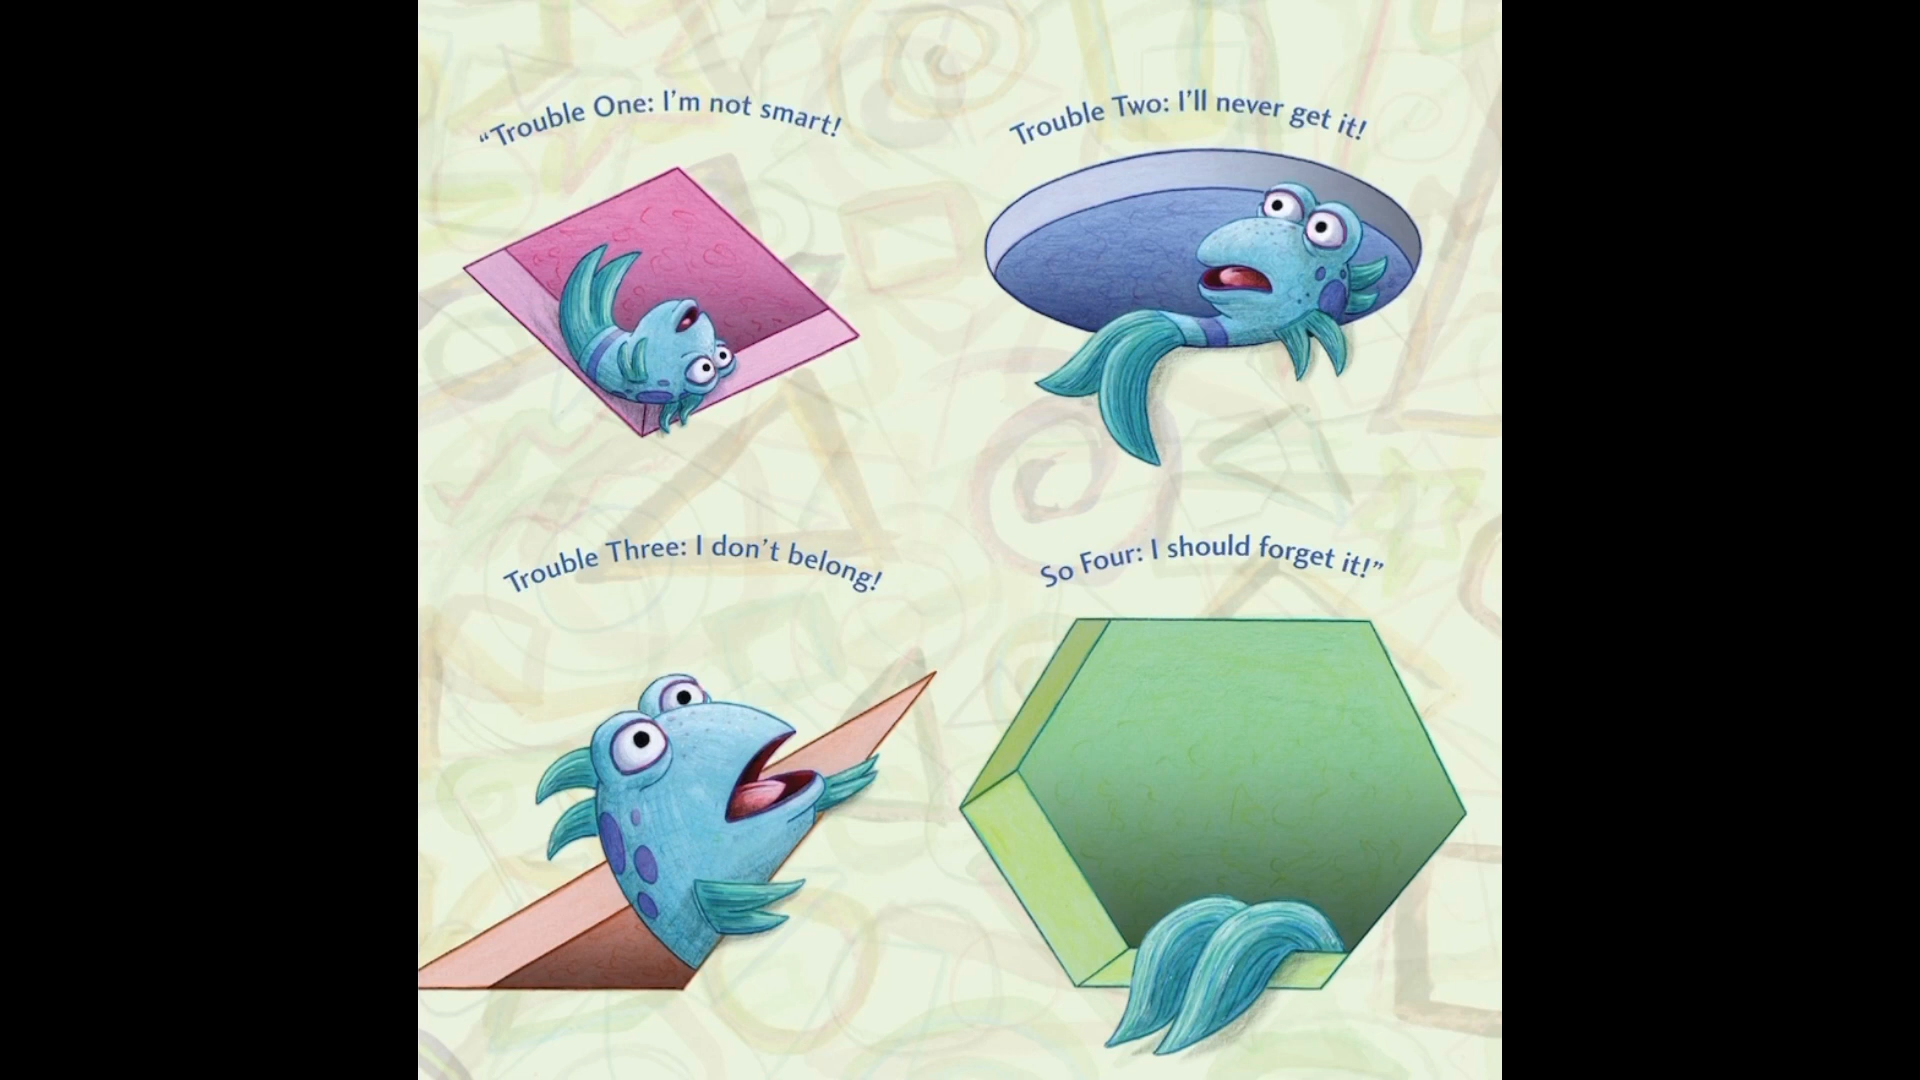 “Trouble One: I’m not smart!
Trouble Two: I’ll never get it!
Trouble Three: I don’t belong!
So Four: I should forget it!”